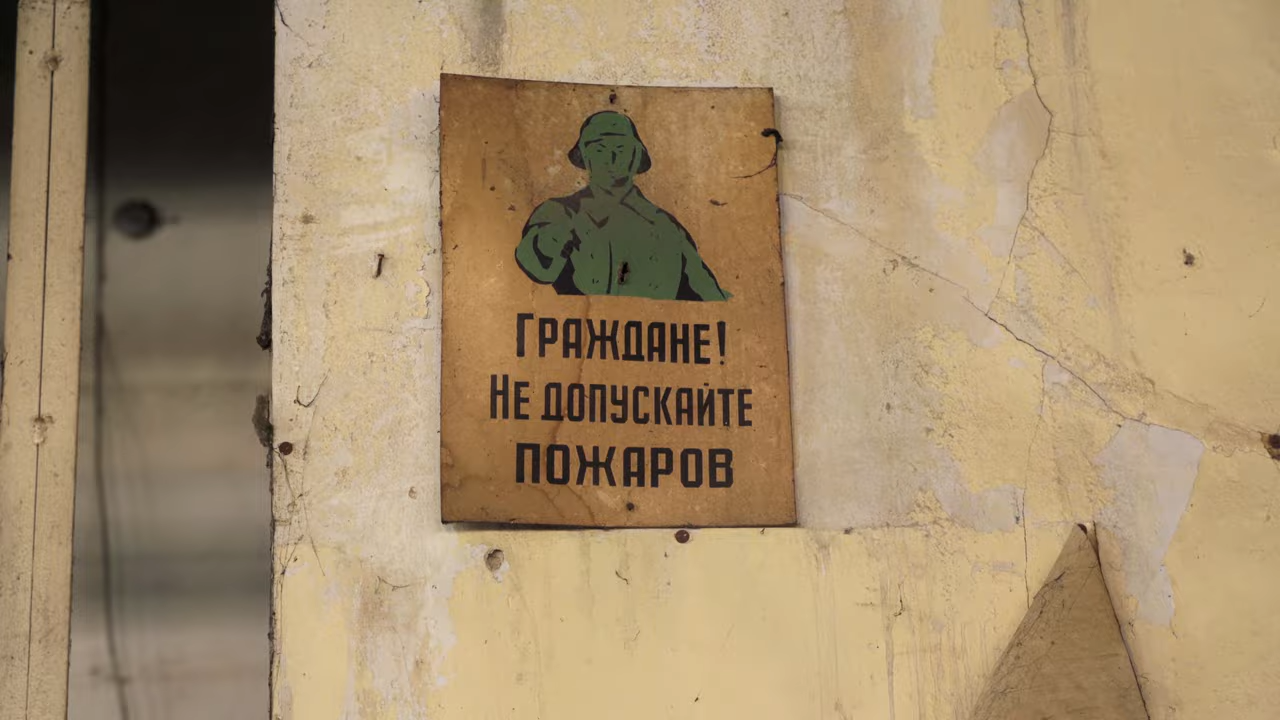 Граждане!
Не допускайте
пожаров